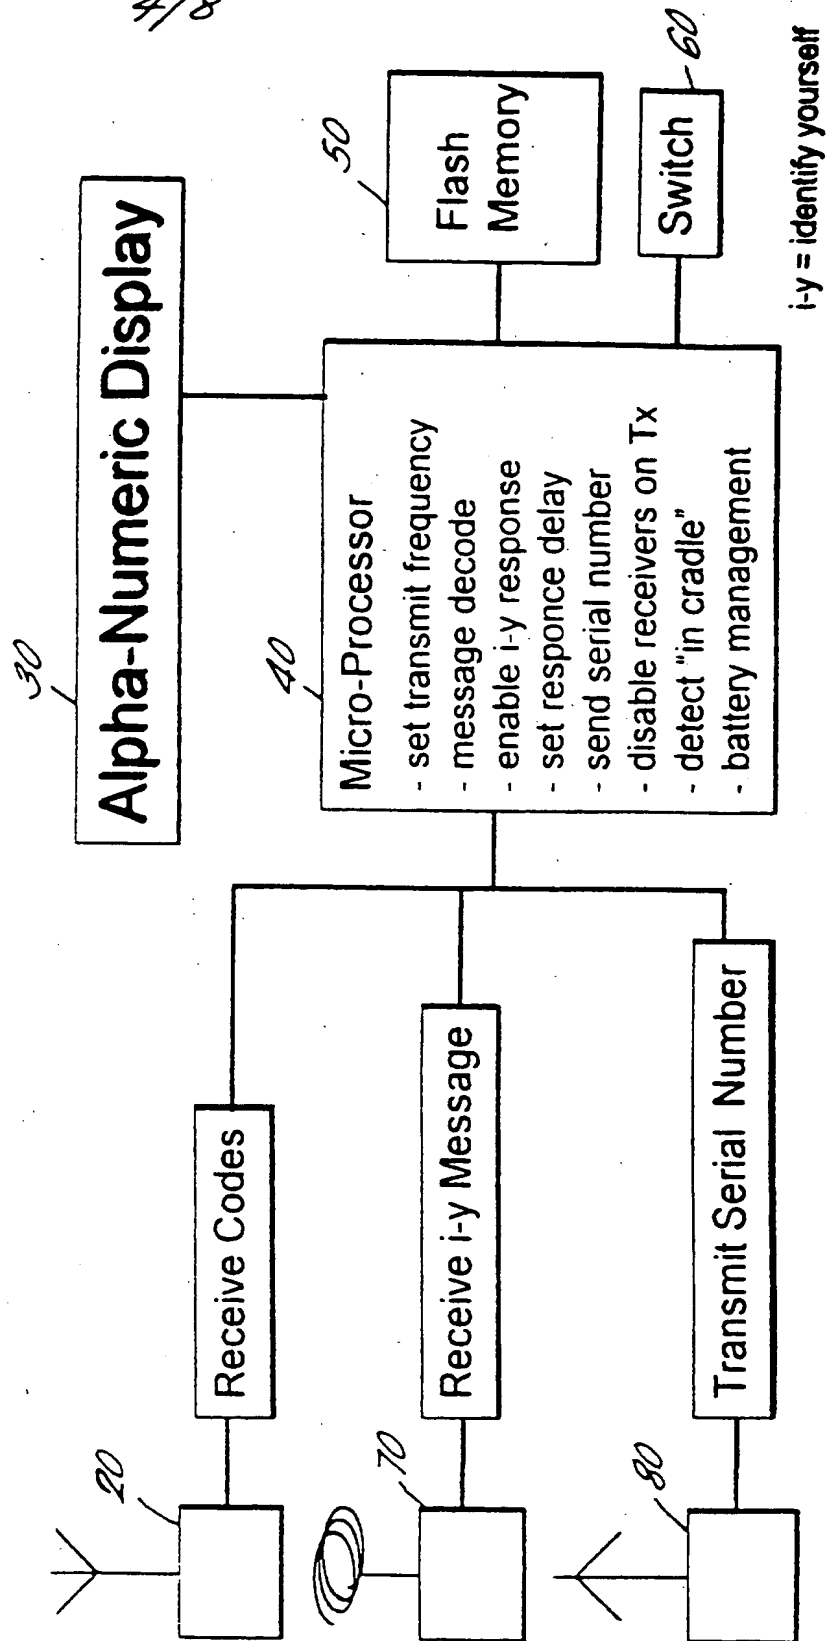 4/8
30
Alpha-Numeric Display
20
Receive Codes
40
Micro-Processor
- set transmit frequency
- message decode
- enable i-y response
- set responce delay
- send serial number
- disable receivers on Tx
- detect "in cradle"
- battery management
50
Flash
Memory
70
Receive i-y Message
60
Switch
80
Transmit Serial Number
i-y = identify yourself